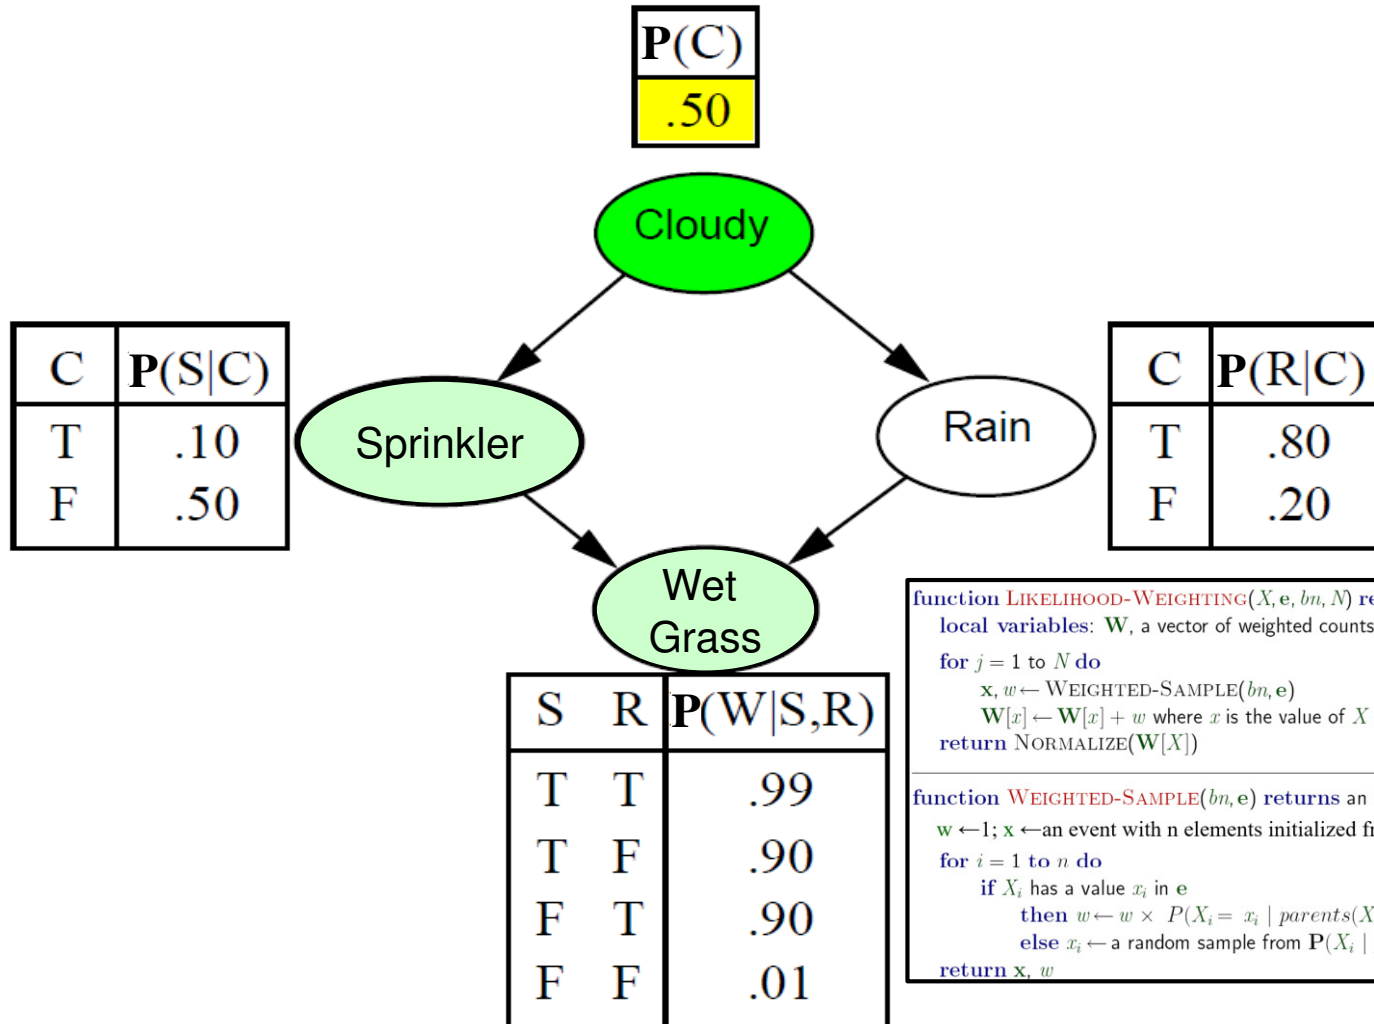 P(C)
.50
Cloudy
C P(S|C)
T .10
F .50
Sprinkler
Rain
C P(R|C)
T .80
F .20
Wet
Grass
S R P(W|S,R)
T T .99
T F .90
F T .90
F F .01
function LIKELIHOOD-WEIGHTING(X, e, bn, N) re
local variables: W, a vector of weighted counts
for j = 1 to N do
x, w ← WEIGHTED-SAMPLE(bn, e)
W[x] ← W[x] + w where x is the value of X
return NORMALIZE(W[X])
function WEIGHTED-SAMPLE(bn, e) returns an
w ←1; x ←an event with n elements initialized fr
for i = 1 to n do
if Xᵢ has a value xᵢ in e
then w ← w × P(Xᵢ = xᵢ | parents(X
else xᵢ ← a random sample from P(Xᵢ |
return x, w